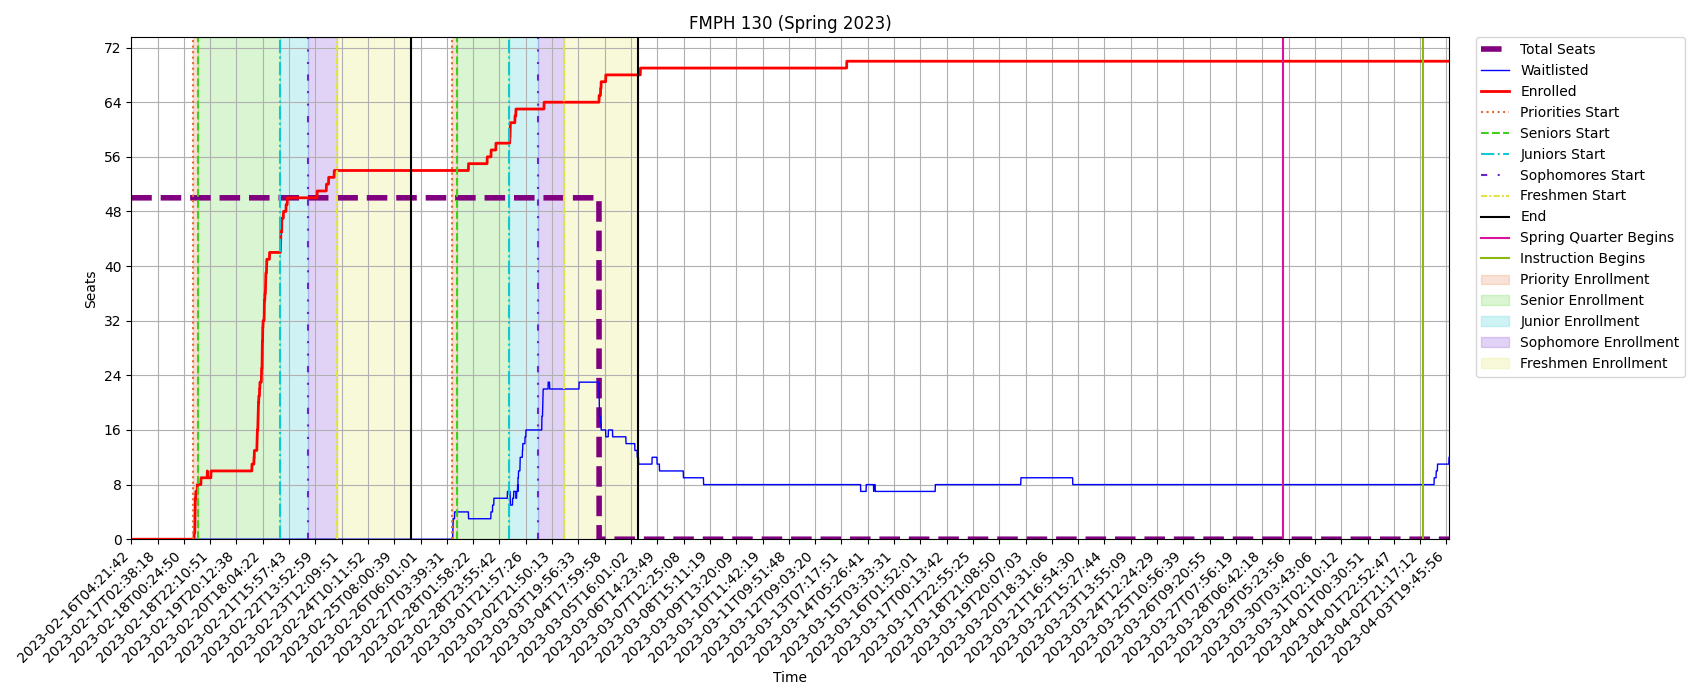 FMPH 130 (Spring 2023)
Seats
72
64
56
48
40
32
24
16
8
0
2023-02-16T04:21:42
2023-02-17T02:38:18
2023-02-18T00:24:50
2023-02-18T22:10:51
2023-02-19T20:12:38
2023-02-20T18:04:22
2023-02-21T15:57:43
2023-02-22T13:52:59
2023-02-23T12:09:51
2023-02-24T10:11:52
2023-02-25T08:00:39
2023-02-26T06:01:01
2023-02-27T03:39:31
2023-02-28T01:58:22
2023-02-28T23:55:42
2023-03-01T21:57:26
2023-03-02T21:50:13
2023-03-03T19:56:33
2023-03-04T17:59:58
2023-03-05T16:01:02
2023-03-06T14:23:49
2023-03-07T12:25:08
2023-03-08T15:11:19
2023-03-09T13:20:09
2023-03-10T11:42:19
2023-03-11T09:51:48
2023-03-12T09:03:20
2023-03-13T07:17:51
2023-03-14T05:26:41
2023-03-15T03:33:31
2023-03-16T01:52:01
2023-03-17T00:13:42
2023-03-17T22:55:25
2023-03-18T21:08:50
2023-03-19T20:07:03
2023-03-20T18:31:06
2023-03-21T16:54:30
2023-03-22T15:27:44
2023-03-23T13:55:09
2023-03-24T12:24:29
2023-03-25T10:56:39
2023-03-26T09:20:55
2023-03-27T07:56:19
2023-03-28T06:42:18
2023-03-29T05:23:56
2023-03-30T03:43:06
2023-03-31T02:10:12
2023-04-01T00:30:51
2023-04-01T22:52:47
2023-04-02T21:17:12
2023-04-03T19:45:56
Time
Total Seats
Waitlisted
Enrolled
Priorities Start
Seniors Start
Juniors Start
Sophomores Start
Freshmen Start
End
Spring Quarter Begins
Instruction Begins
Priority Enrollment
Senior Enrollment
Junior Enrollment
Sophomore Enrollment
Freshmen Enrollment